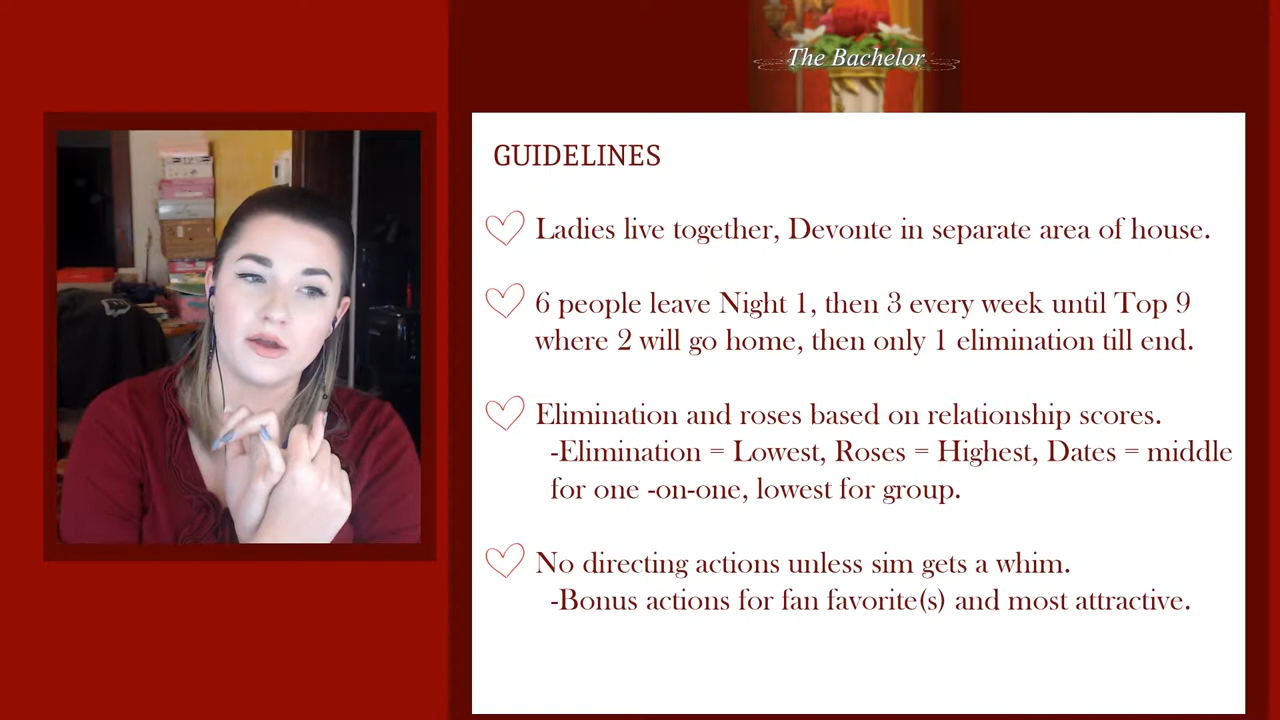 The Bachelor
GUIDELINES
Ladies live together, Devonte in separate area of house.
6 people leave Night 1, then 3 every week until Top 9
where 2 will go home, then only 1 elimination till end.
Elimination and roses based on relationship scores.
-Elimination = Lowest, Roses = Highest, Dates = middle
for one -on-one, lowest for group.
No directing actions unless sim gets a whim.
-Bonus actions for fan favorite(s) and most attractive.